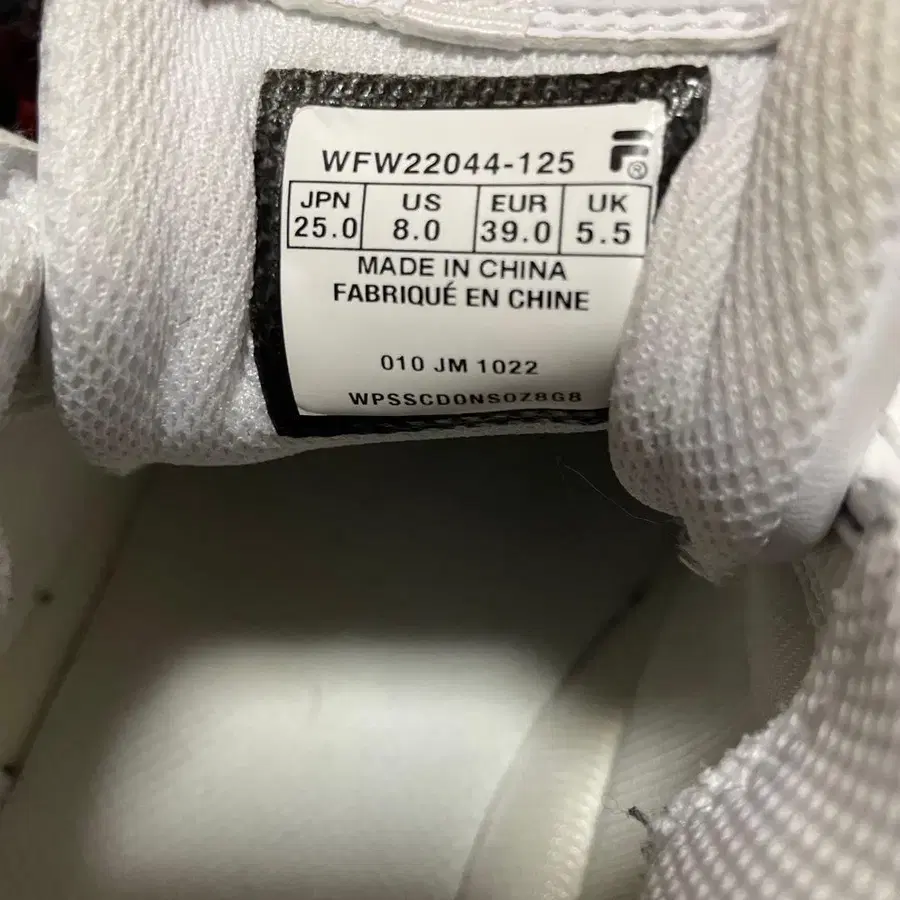 WFW22044-125
JPN US EUR UK
25.0 8.0 39.0 5.5
MADE IN CHINA
FABRIQUÉ EN CHINE
010 JM 1022
WPSSCD0NS0Z8G8